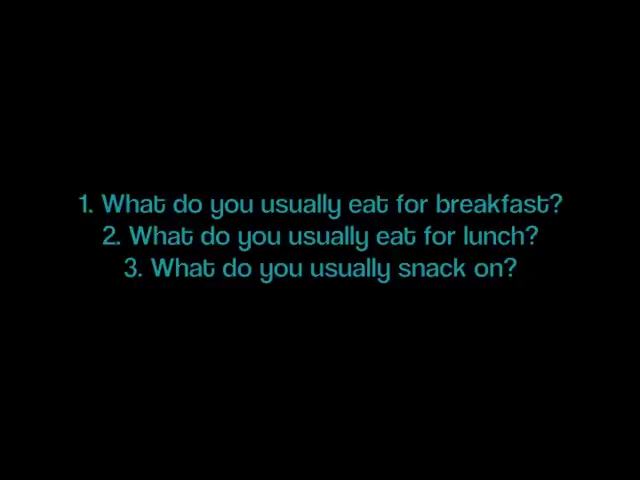 1. What do you usually eat for breakfast?
2. What do you usually eat for lunch?
3. What do you usually snack on?